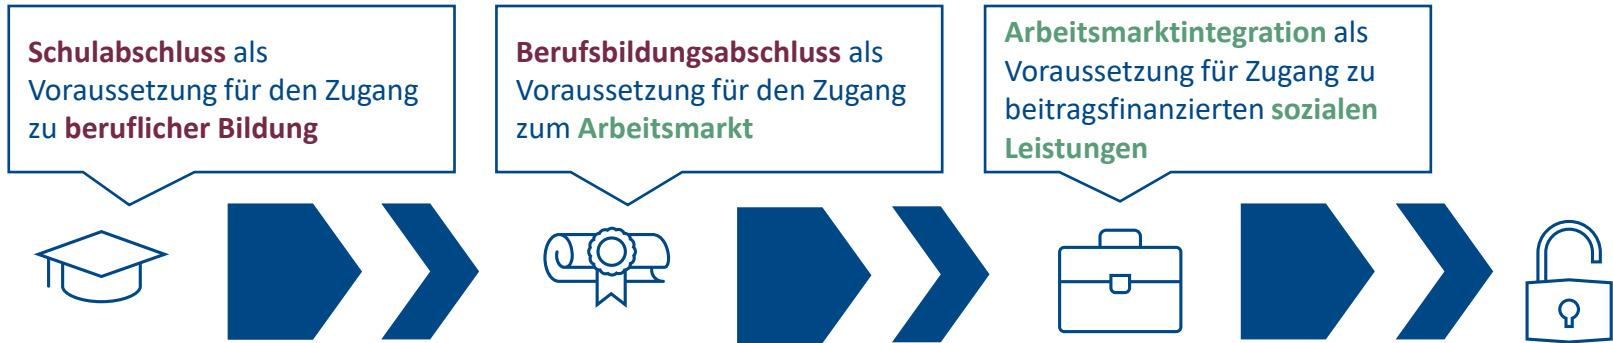 Schulabschluss als
Voraussetzung für den Zugang
zu beruflicher Bildung
Berufsbildungsabschluss als
Voraussetzung für den Zugang
zum Arbeitsmarkt
Arbeitsmarktintegration als
Voraussetzung für Zugang zu
beitragsfinanzierten sozialen
Leistungen